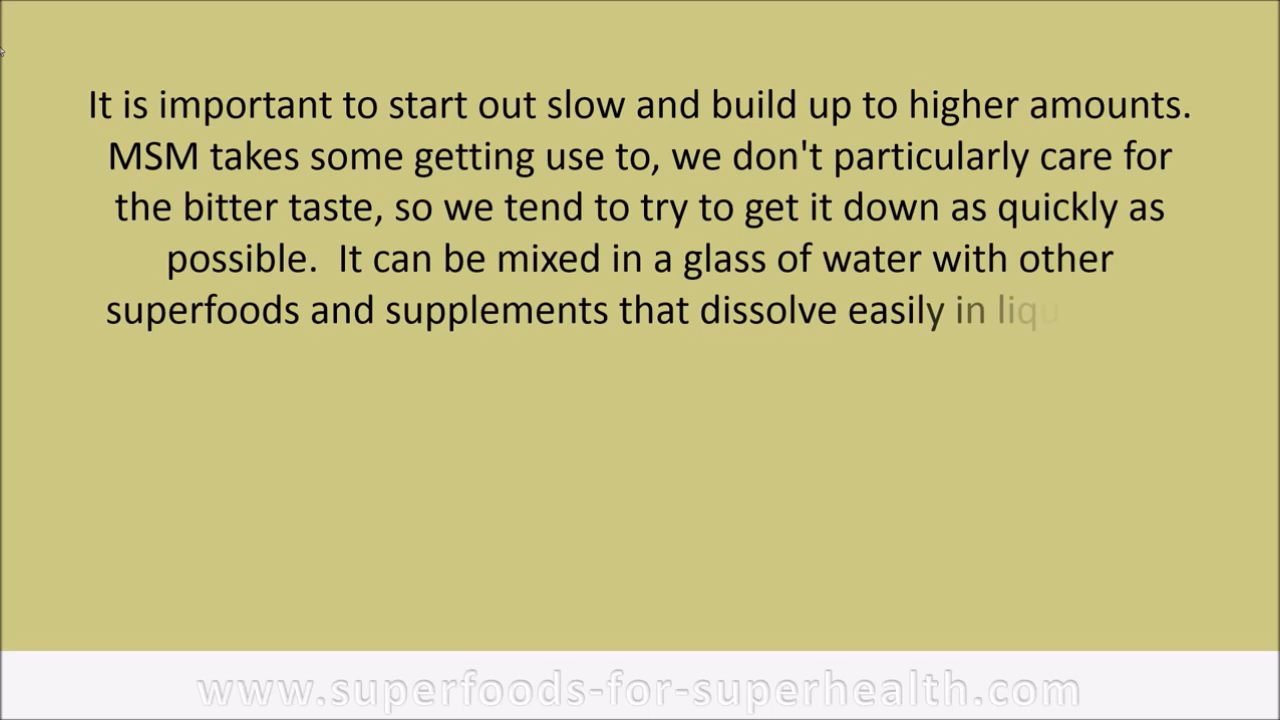 It is important to start out slow and build up to higher amounts.
MSM takes some getting use to, we don't particularly care for
the bitter taste, so we tend to try to get it down as quickly as
possible.  It can be mixed in a glass of water with other
superfoods and supplements that dissolve easily in liqu
www.superfoods-for-superhealth.com